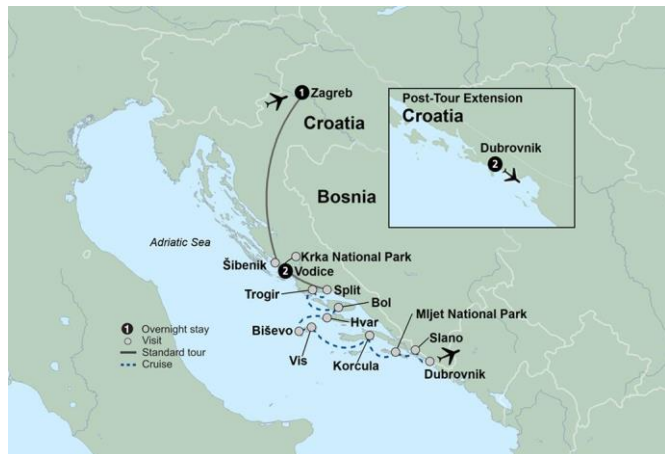 1 Zagreb
Croatia
Post-Tour Extension
Croatia
Dubrovnik
2
Bosnia
Adriatic Sea
Krka National Park
Šibenik
2 Vodice
Trogir
Split
Bol
Mljet National Park
Hvar
Slano
Biševo
Vis
Korcula
Dubrovnik
1 Overnight stay
Visit
Standard tour
Cruise